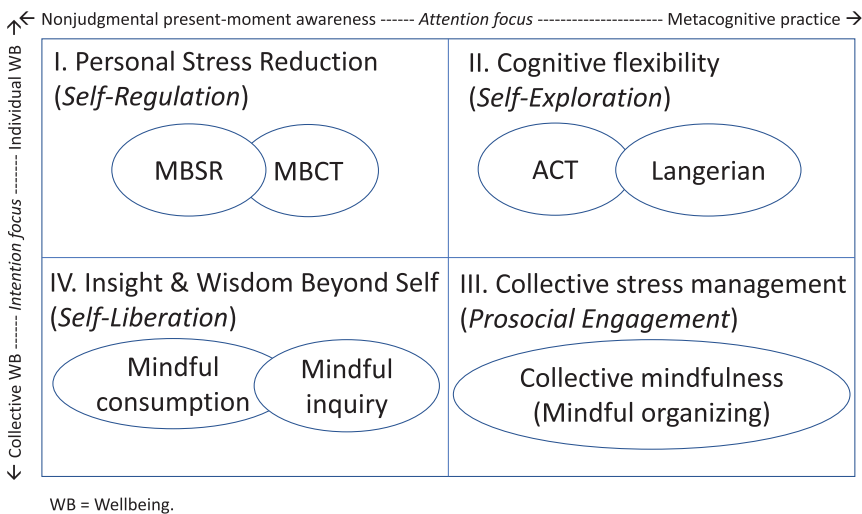 ← Nonjudgmental present-moment awareness ------ Attention focus --------------------- Metacognitive practice →
← Collective WB ------ Intention focus ------- Individual WB →
I. Personal Stress Reduction
(Self-Regulation)
MBSR
MBCT
II. Cognitive flexibility
(Self-Exploration)
ACT
Langerian
IV. Insight & Wisdom Beyond Self
(Self-Liberation)
Mindful
consumption
Mindful
inquiry
III. Collective stress management
(Prosocial Engagement)
Collective mindfulness
(Mindful organizing)
WB = Wellbeing.